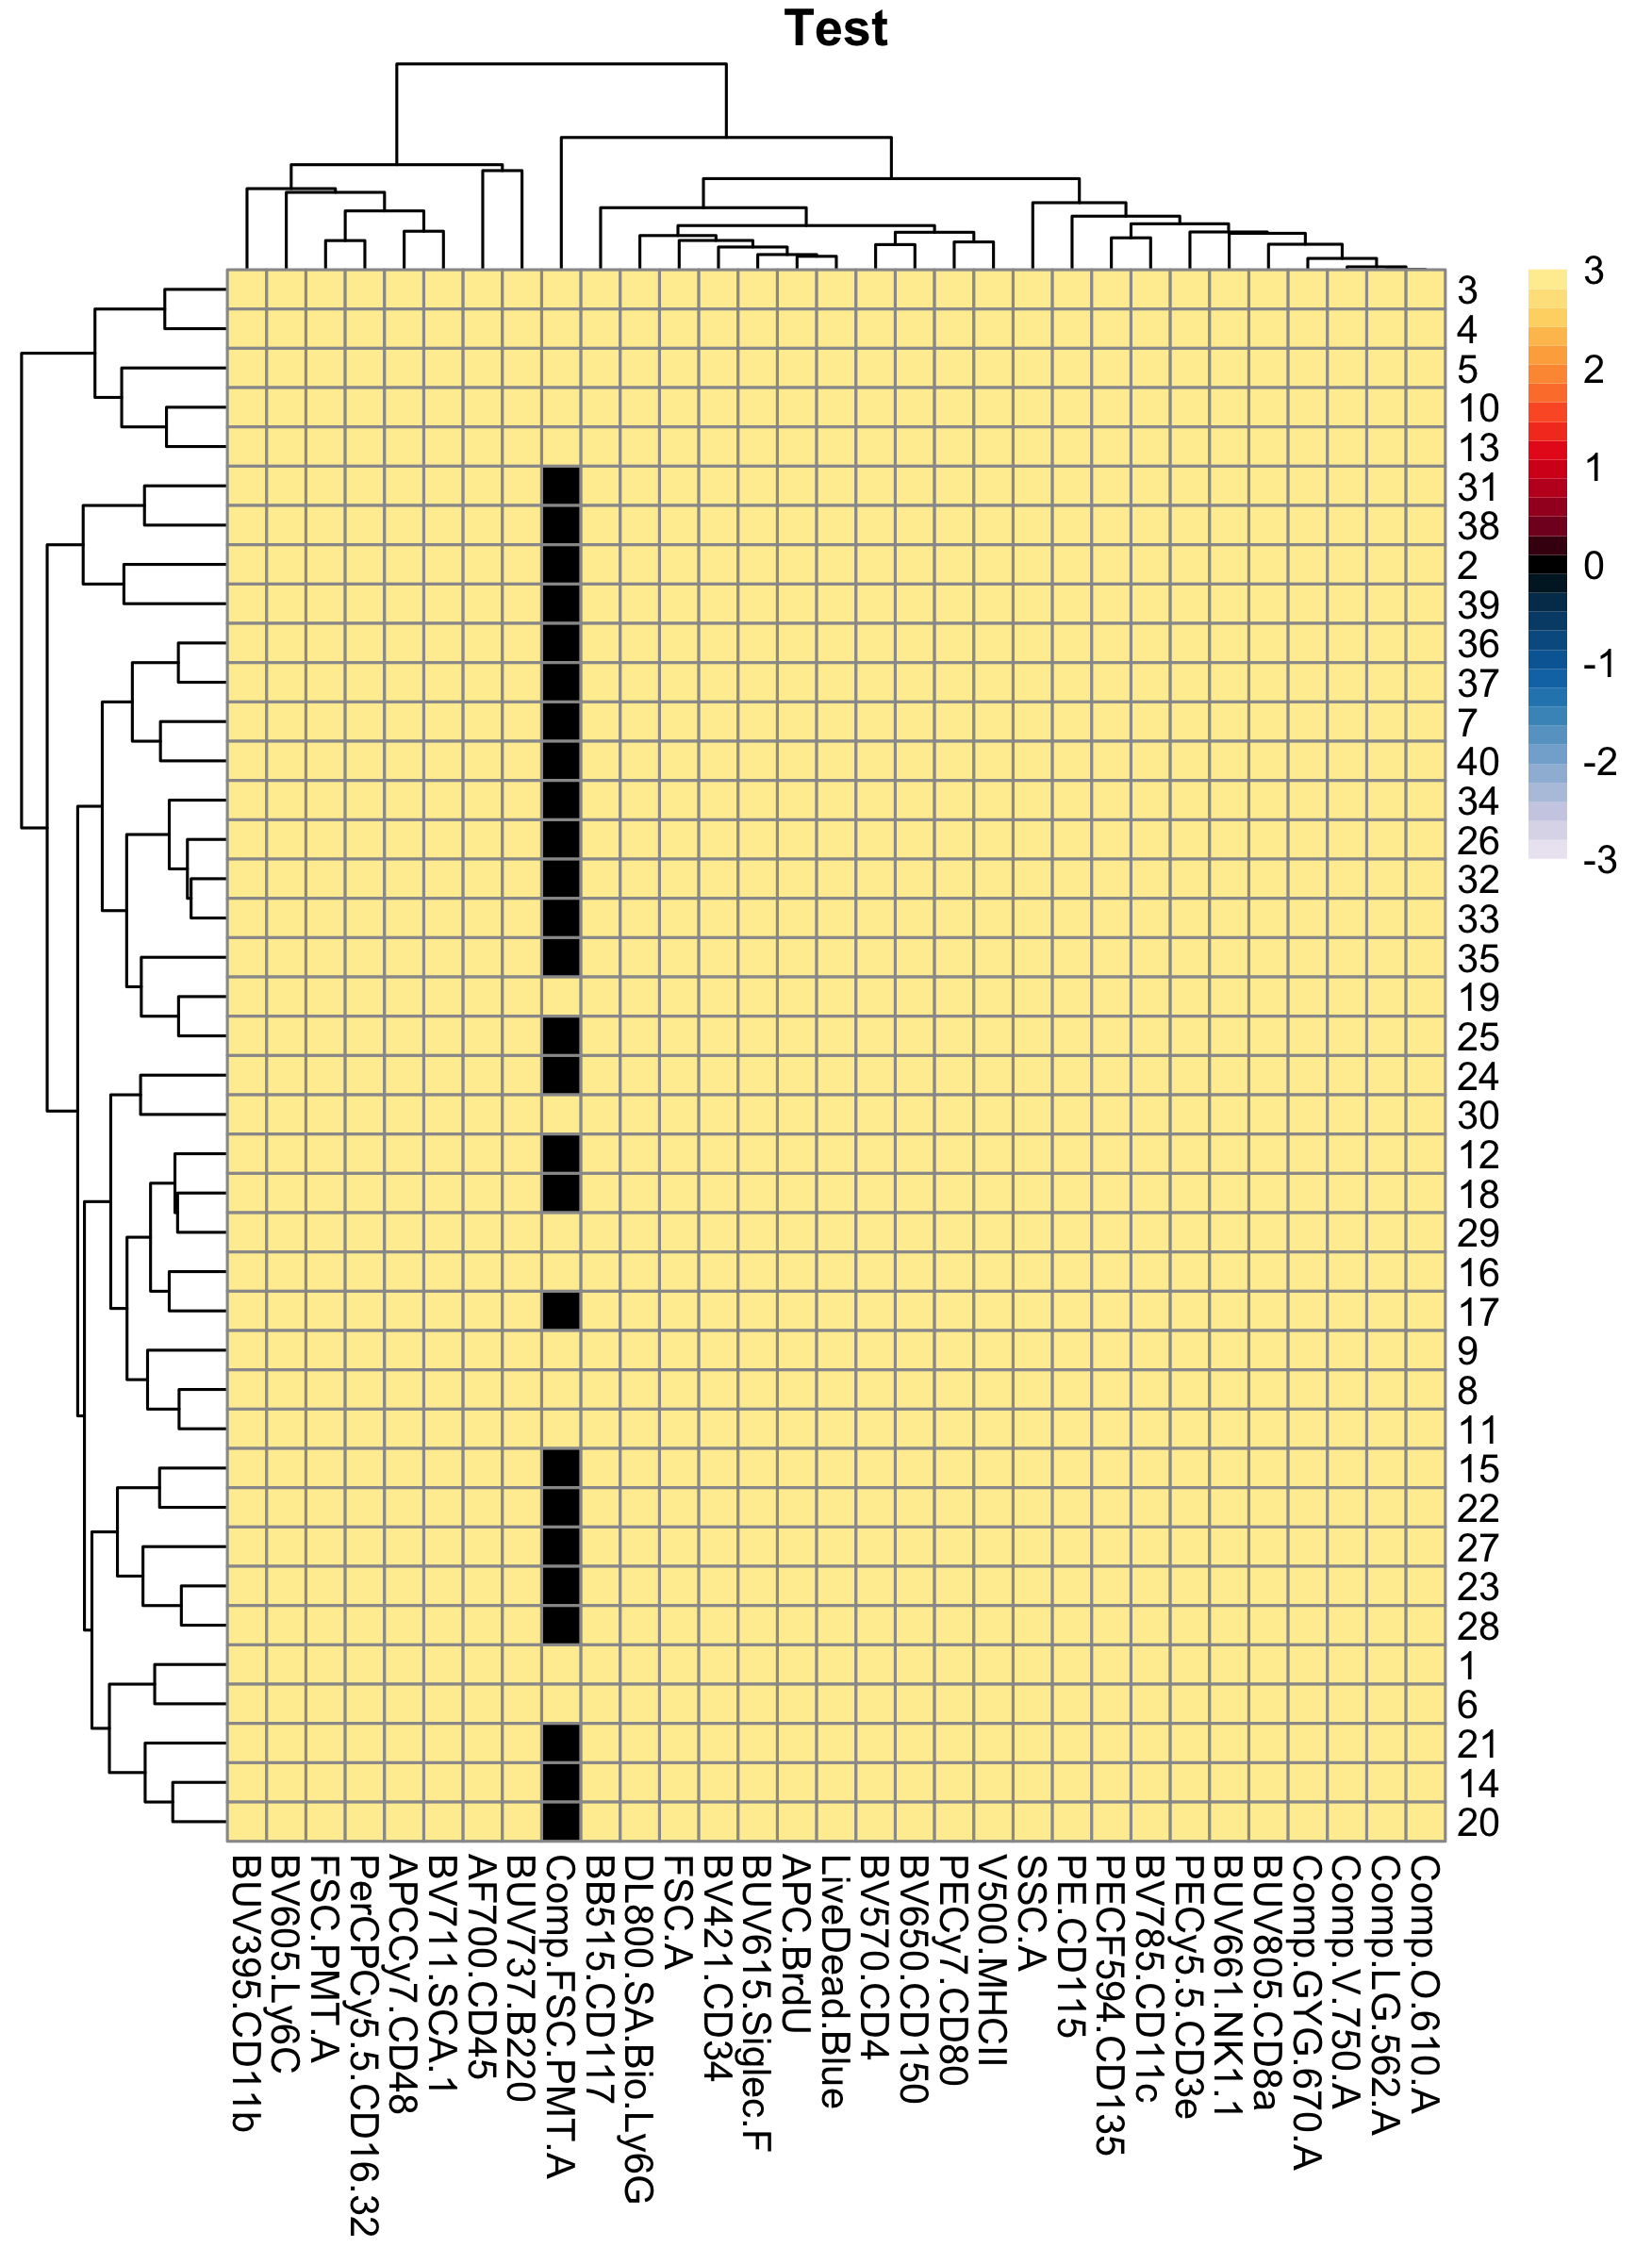 Test
3
4
5
10
13
31
38
2
39
36
37
7
40
34
26
32
33
35
19
25
24
30
12
18
29
16
17
9
8
11
15
22
27
23
28
1
6
21
14
20
3
2
1
0
-1
-2
-3
BUV395.CD11b
BV605.Ly6C
FSC.PMT.A
PerCPCy5.5.CD16.32
APCCy7.CD48
BV711.SCA.1
AF700.CD45
BUV737.B220
Comp.FSC.PMT.A
BB515.CD117
DL800.SA.Bio.Ly6G
FSC.A
BV421.CD34
BUV615.Siglec.F
APC.BrdU
LiveDead.Blue
BV570.CD4
BV650.CD150
PECy7.CD80
V500.MHCII
SSC.A
PE.CD115
PECF594.CD135
BV785.CD11c
PECy5.5.CD3e
BUV661.NK1.1
BUV805.CD8a
Comp.GYG.670.A
Comp.V.750.A
Comp.LG.562.A
Comp.O.610.A